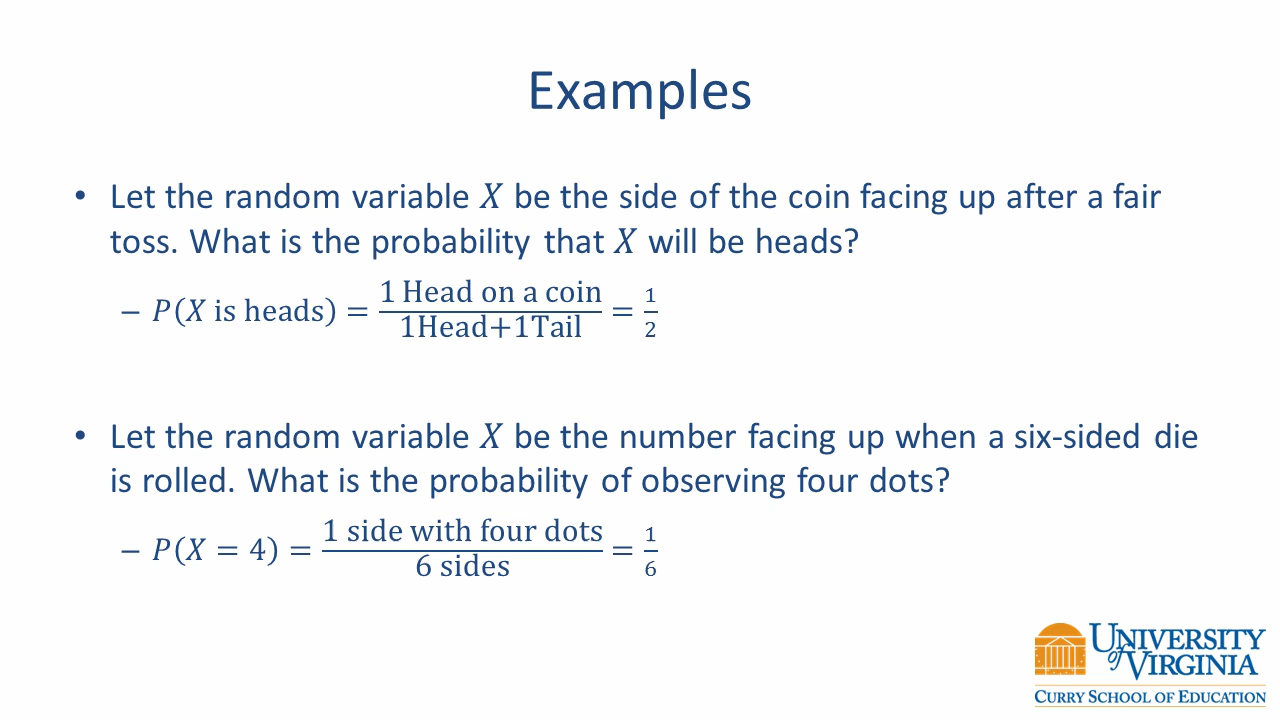 Examples
• Let the random variable 𝑋 be the side of the coin facing up after a fair
toss. What is the probability that 𝑋 will be heads?
– 𝑃(𝑋 is heads) = 1 Head on a coin / 1Head+1Tail = 1/2
• Let the random variable 𝑋 be the number facing up when a six-sided die
is rolled. What is the probability of observing four dots?
– 𝑃(𝑋 = 4) = 1 side with four dots / 6 sides = 1/6
UNIVERSITY
of VIRGINIA
CURRY SCHOOL OF EDUCATION